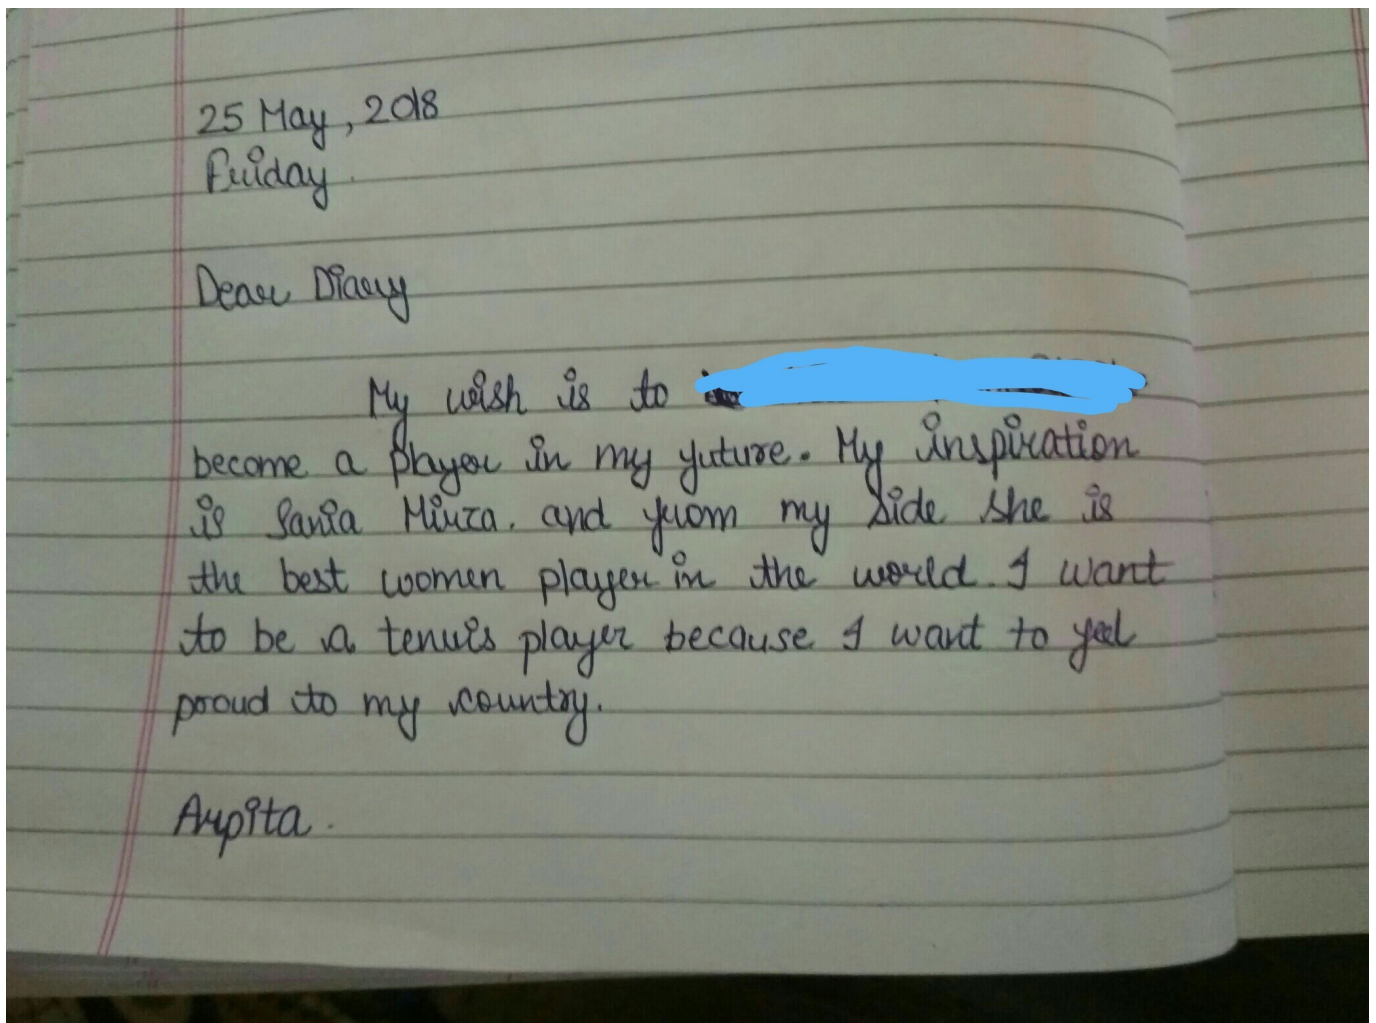 25 May, 2018
Friday.
Dear Diary
My wish is to
become a player in my future. My inspiration
is Sania Mirza. and from my side she is
the best women player in the world. I want
to be a tennis player because I want to feel
proud to my country.
Arpita.